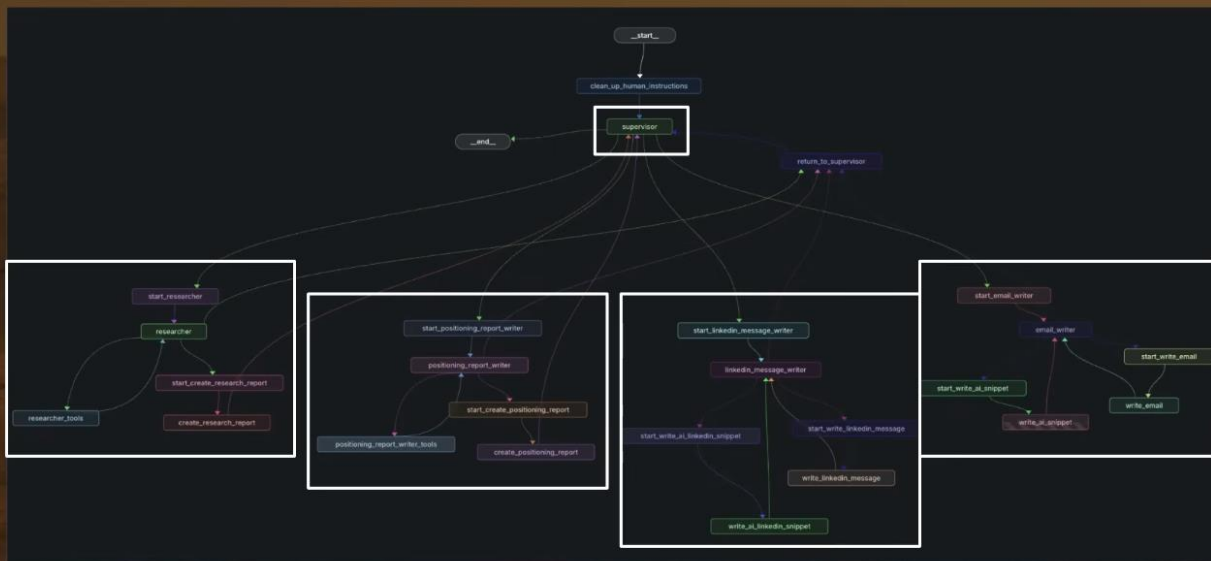 __start__
clean_up_human_instructions
supervisor
__end__
return_to_supervisor
start_researcher
researcher
start_create_research_report
researcher_tools
create_research_report
start_positioning_report_writer
positioning_report_writer
start_create_positioning_report
positioning_report_writer_tools
create_positioning_report
start_linkedin_message_writer
linkedin_message_writer
start_write_ai_linkedin_snippet
start_write_linkedin_message
write_linkedin_message
write_ai_linkedin_snippet
start_email_writer
email_writer
start_write_email
start_write_ai_snippet
write_email
write_ai_snippet